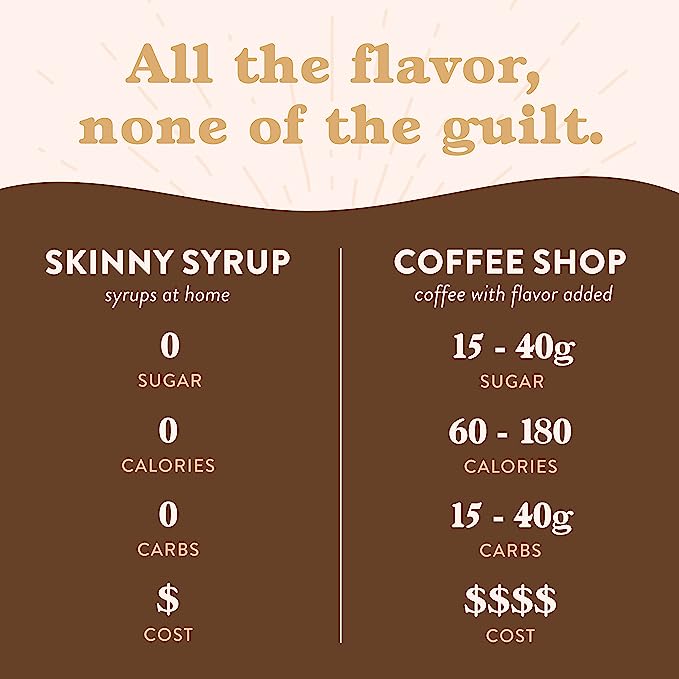 All the flavor,
none of the guilt.
SKINNY SYRUP
syrups at home
0
SUGAR
0
CALORIES
0
CARBS
$
COST
COFFEE SHOP
coffee with flavor added
15 - 40g
SUGAR
60 - 180
CALORIES
15 - 40g
CARBS
$$$$
COST